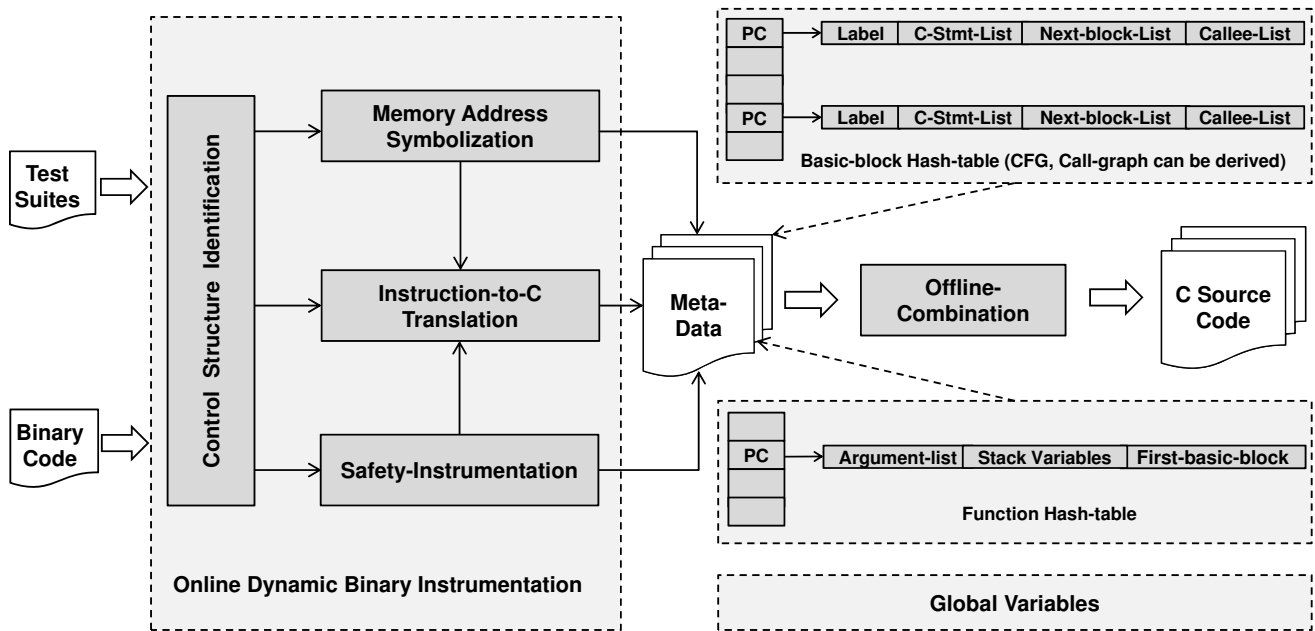 Test
Suites
Binary
Code
Control Structure Identification
Memory Address
Symbolization
Instruction-to-C
Translation
Safety-Instrumentation
Online Dynamic Binary Instrumentation
Meta-
Data
Offline-
Combination
C Source
Code
PC Label C-Stmt-List Next-block-List Callee-List
PC Label C-Stmt-List Next-block-List Callee-List
Basic-block Hash-table (CFG, Call-graph can be derived)
PC Argument-list Stack Variables First-basic-block
Function Hash-table
Global Variables